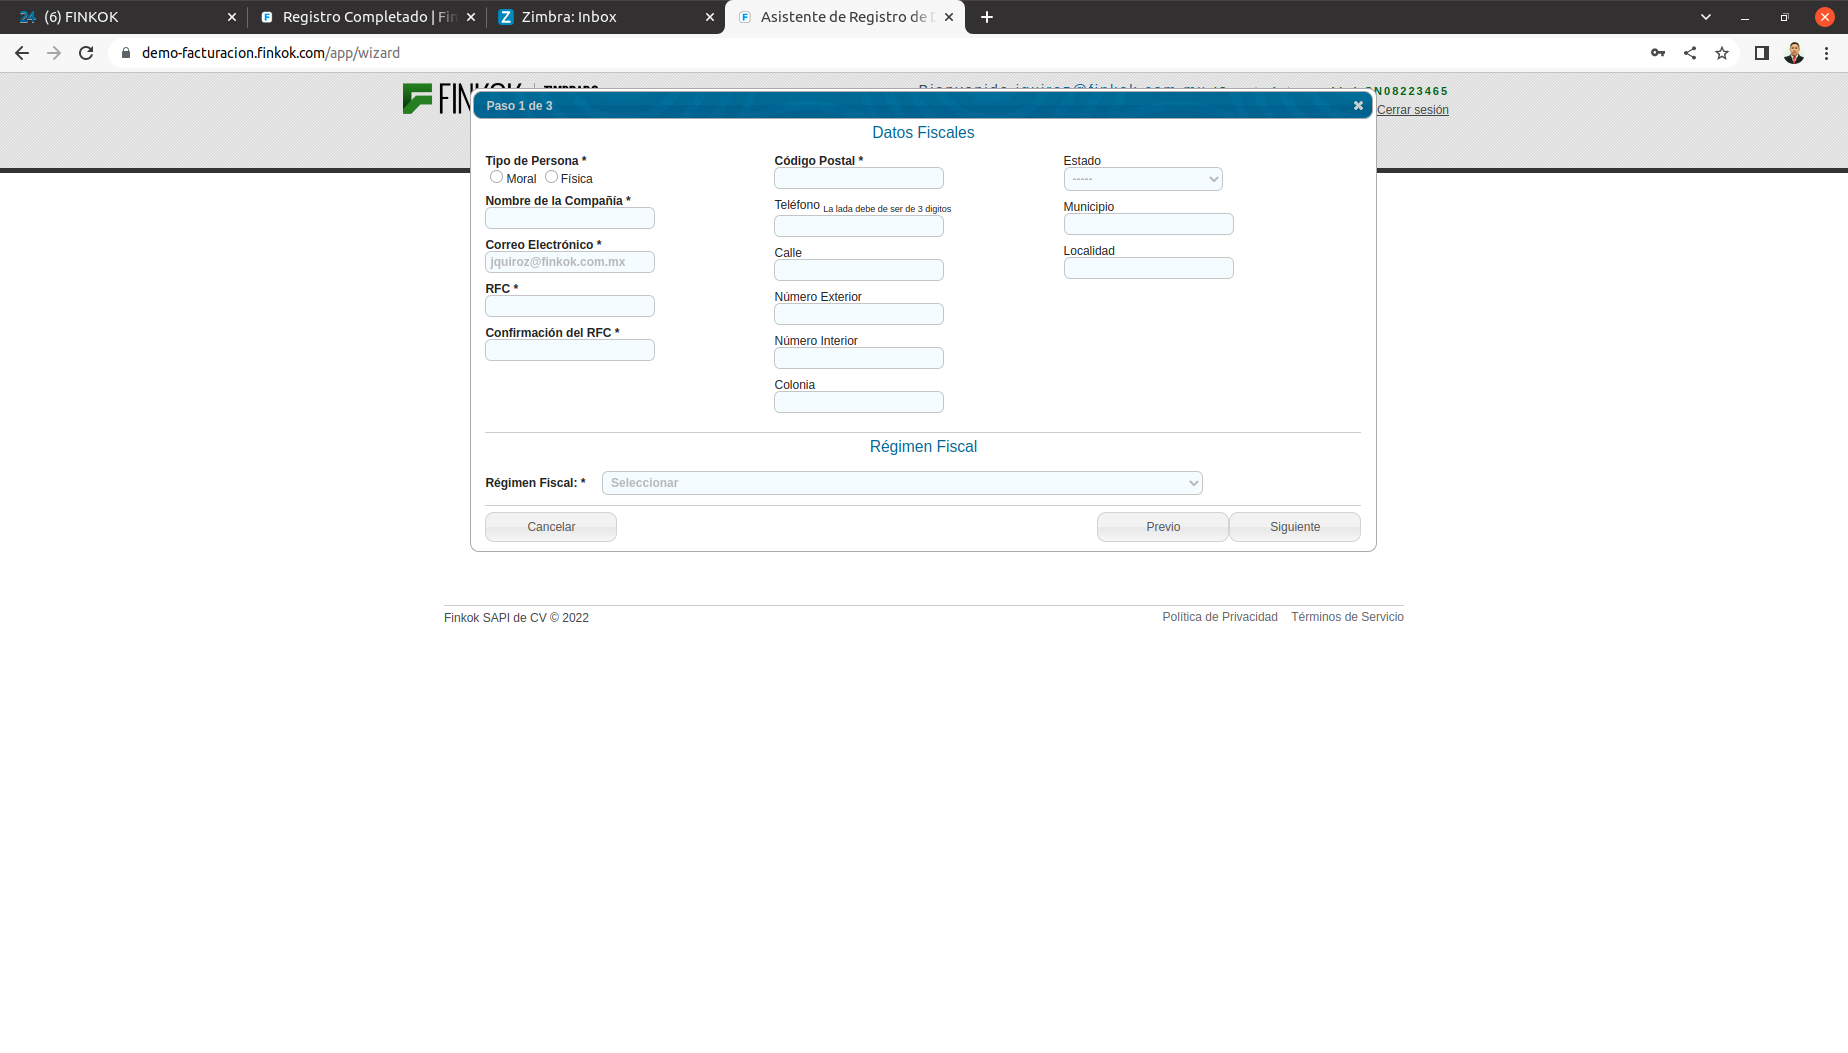 24 (6) FINKOK
Registro Completado | Fin
Zimbra: Inbox
Asistente de Registro de D
demo-facturacion.finkok.com/app/wizard
N08223465
Cerrar sesión
Paso 1 de 3
Datos Fiscales
Tipo de Persona *
Moral Física
Nombre de la Compañía *
Correo Electrónico *
jquiroz@finkok.com.mx
RFC *
Confirmación del RFC *
Código Postal *
Teléfono La lada debe de ser de 3 digitos
Calle
Número Exterior
Número Interior
Colonia
Estado
-----
Municipio
Localidad
Régimen Fiscal
Régimen Fiscal: * Seleccionar
Cancelar
Previo
Siguiente
Finkok SAPI de CV © 2022
Política de Privacidad
Términos de Servicio